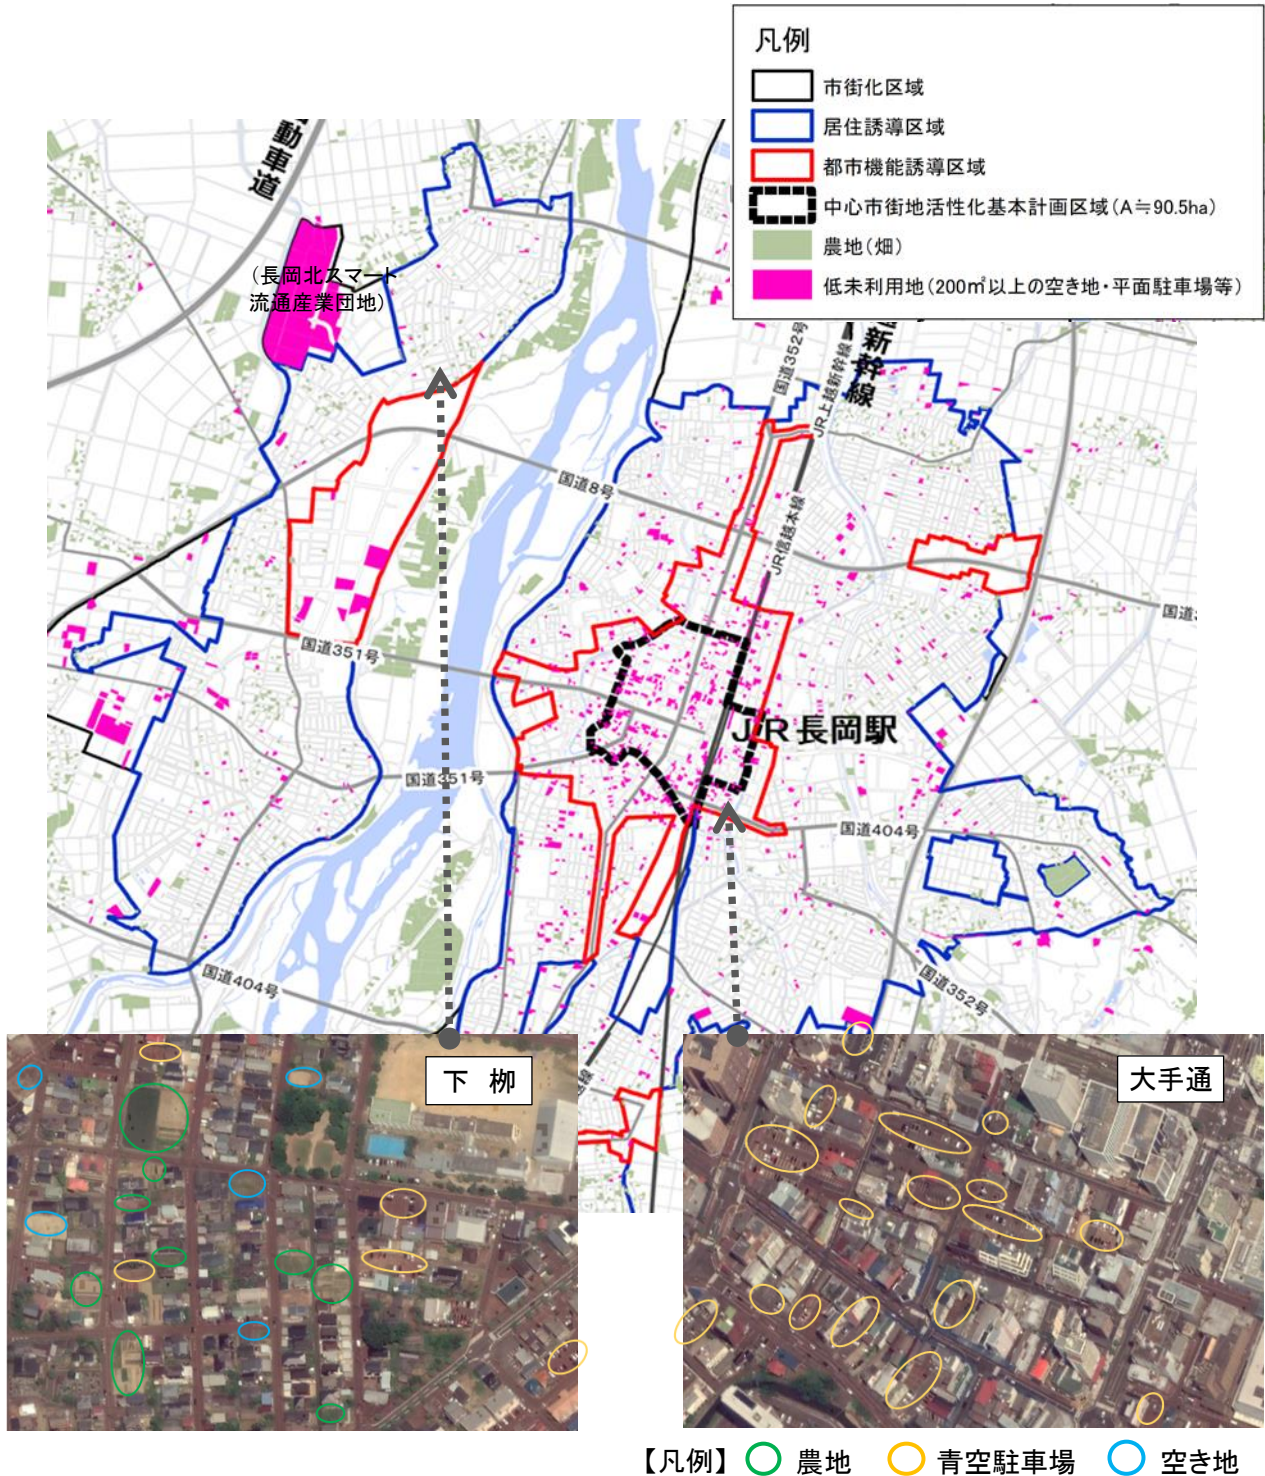 凡例
市街化区域
居住誘導区域
都市機能誘導区域
中心市街地活性化基本計画区域(A≒90.5ha)
農地(畑)
低未利用地(200㎡以上の空き地・平面駐車場等)
動車道
(長岡北スマート
流通産業団地)
国道352号
JR上越新幹線
新幹線
国道8号
JR信越本線
国道
国道351号
JR長岡駅
国道351号
国道404号
国道404号
国道352号
線
下 柳
大手通
【凡例】 農地 青空駐車場 空き地